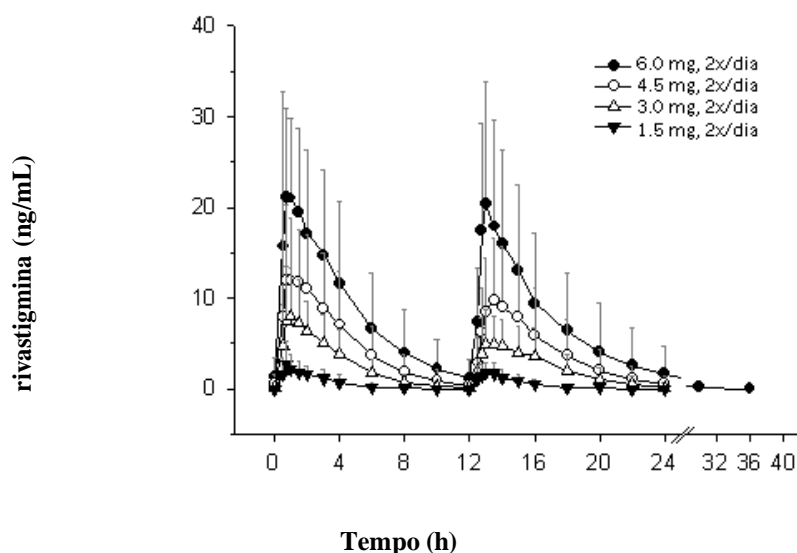 40
6.0 mg, 2x/dia
4.5 mg, 2x/dia
3.0 mg, 2x/dia
1.5 mg, 2x/dia
30
20
10
0
rivastigmina (ng/mL)
0 4 8 12 16 20 24 32 36 40
Tempo (h)